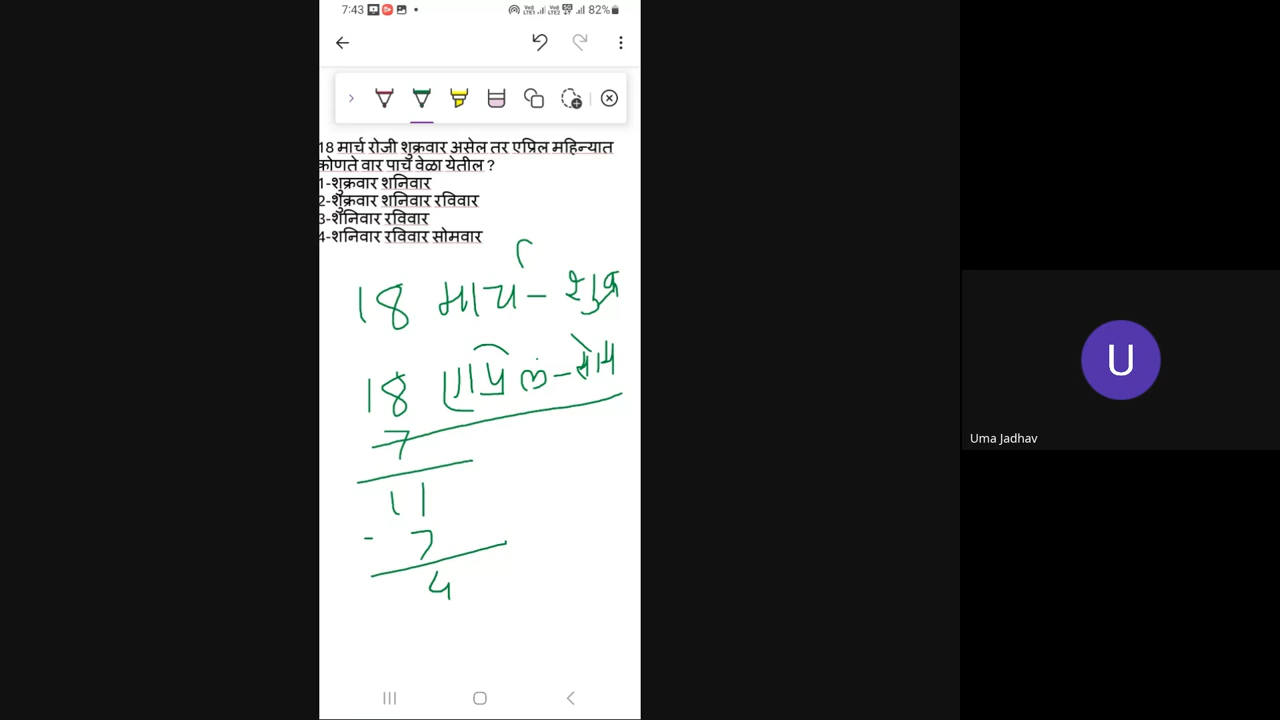 7:43 82%
18 मार्च रोजी शुक्रवार असेल तर एप्रिल महिन्यात
कोणते वार पाच वेळा येतील ?
1-शुक्रवार शनिवार
2-शुक्रवार शनिवार रविवार
3-शनिवार रविवार
4-शनिवार रविवार सोमवार
18 मार्च - शुक्र
18 एप्रिल - सोम
7
11
- 7
4
U
Uma Jadhav